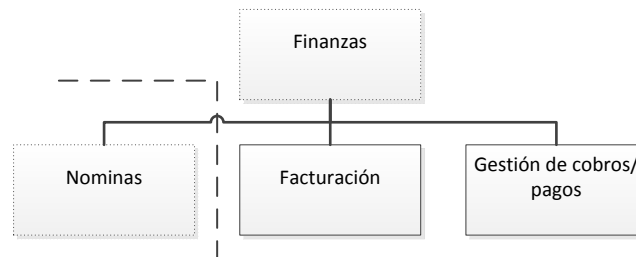 Finanzas
Nominas
Facturación
Gestión de cobros/
pagos